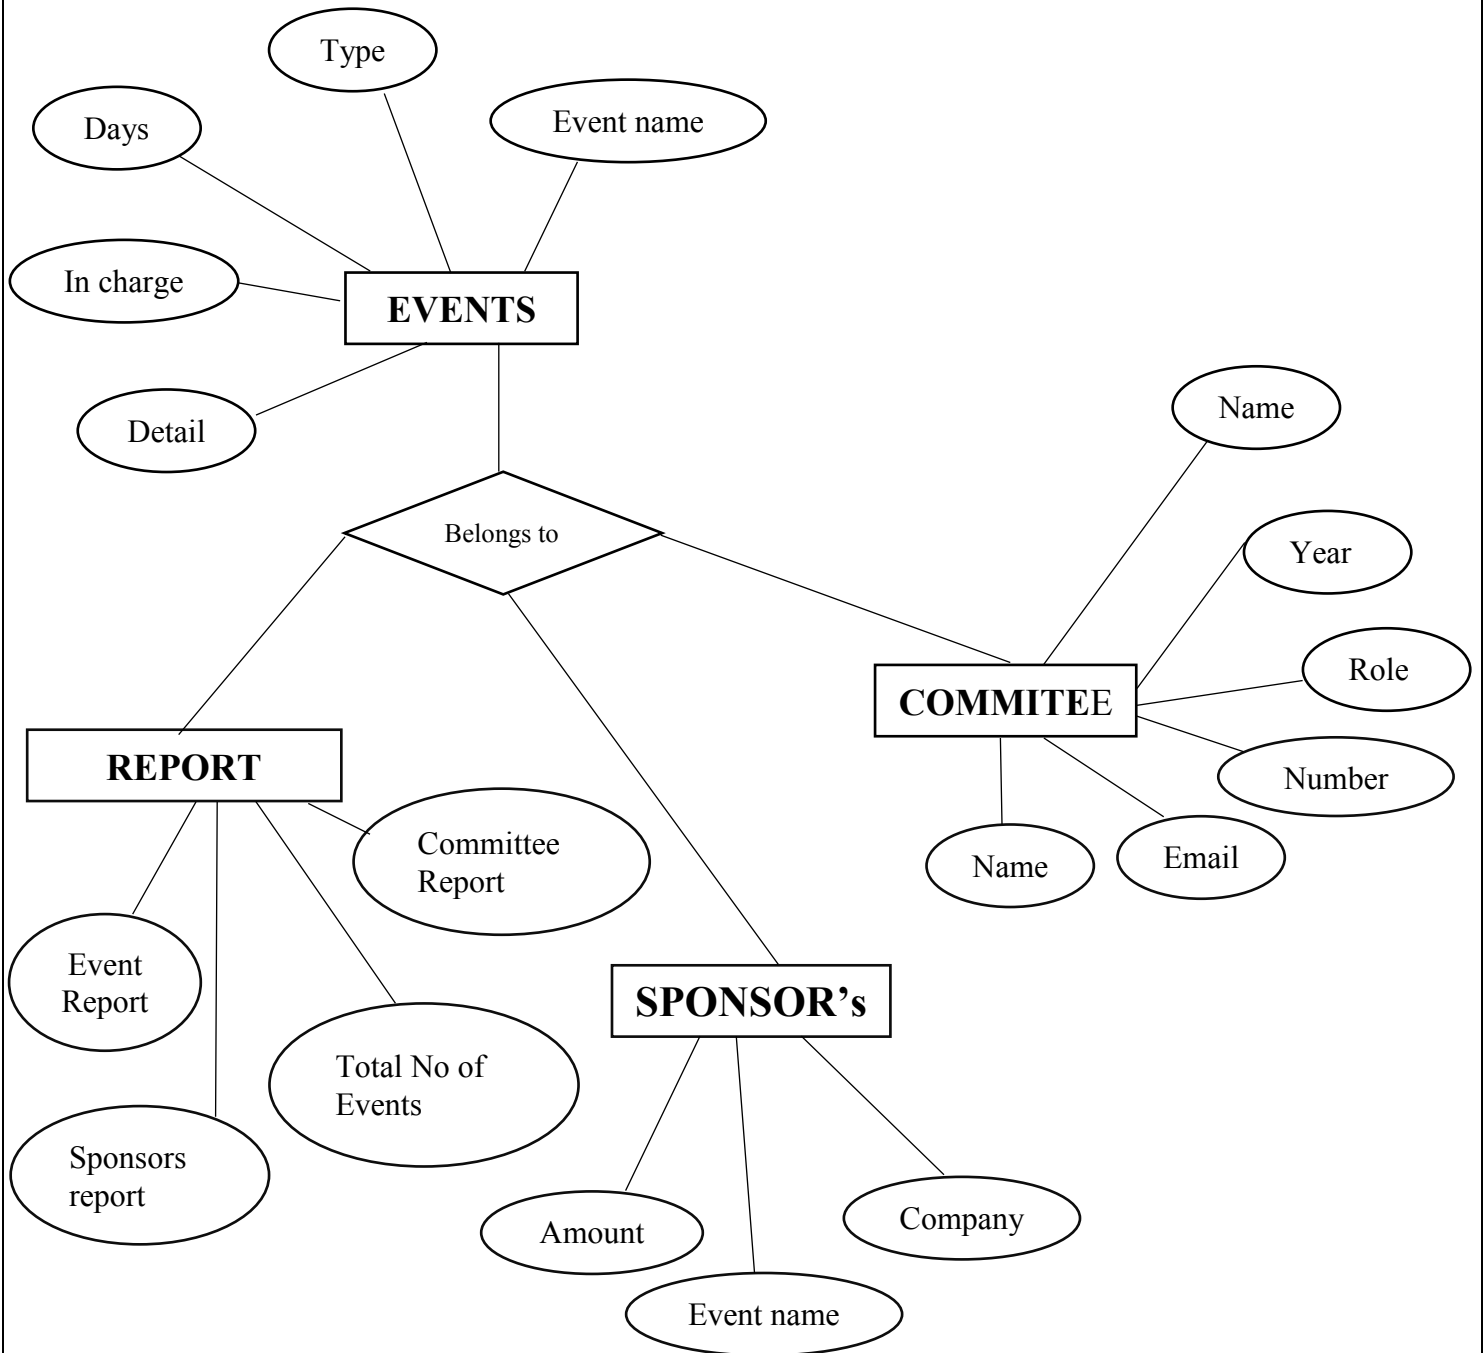 Type
Days
Event name
In charge
EVENTS
Detail
Name
Belongs to
Year
Role
COMMITEE
Number
REPORT
Committee
Report
Name
Email
Event
Report
SPONSOR’s
Total No of
Events
Sponsors
report
Amount
Company
Event name